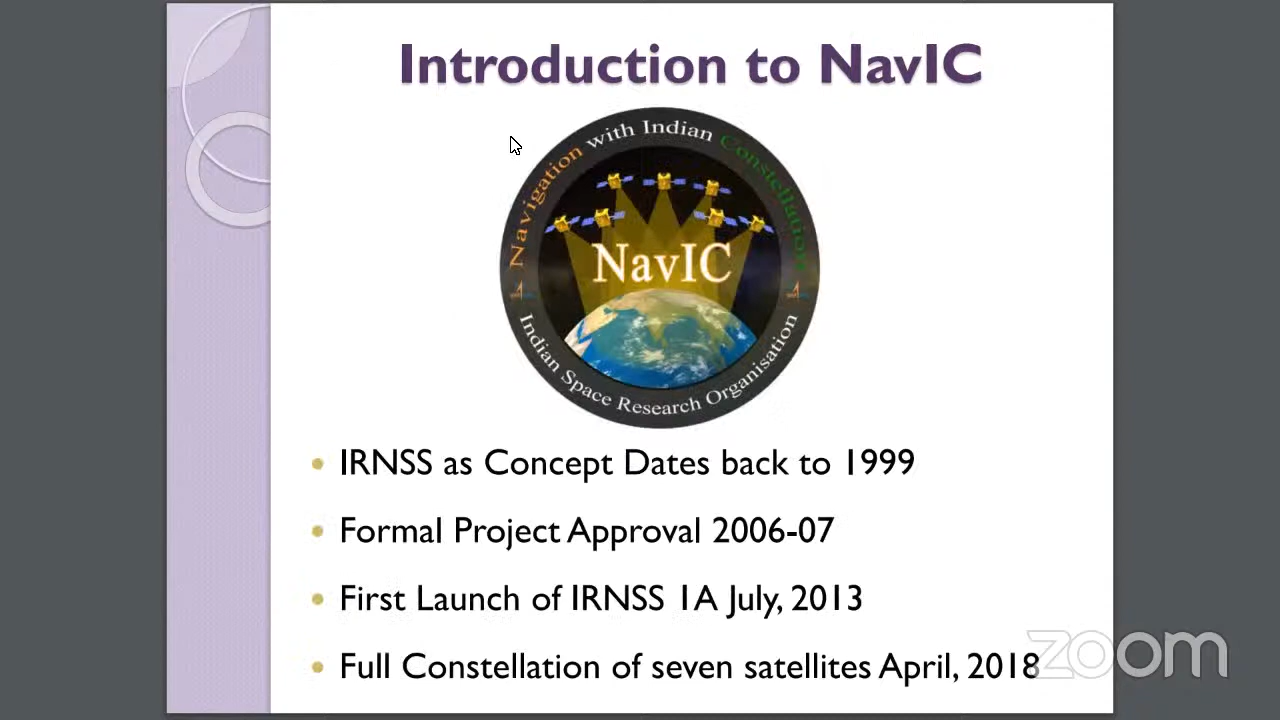 Introduction to NavIC
Navigation with Indian Constellation
NavIC
Indian Space Research Organisation
IRNSS as Concept Dates back to 1999
Formal Project Approval 2006-07
First Launch of IRNSS 1A July, 2013
Full Constellation of seven satellites April, 2018
zoom